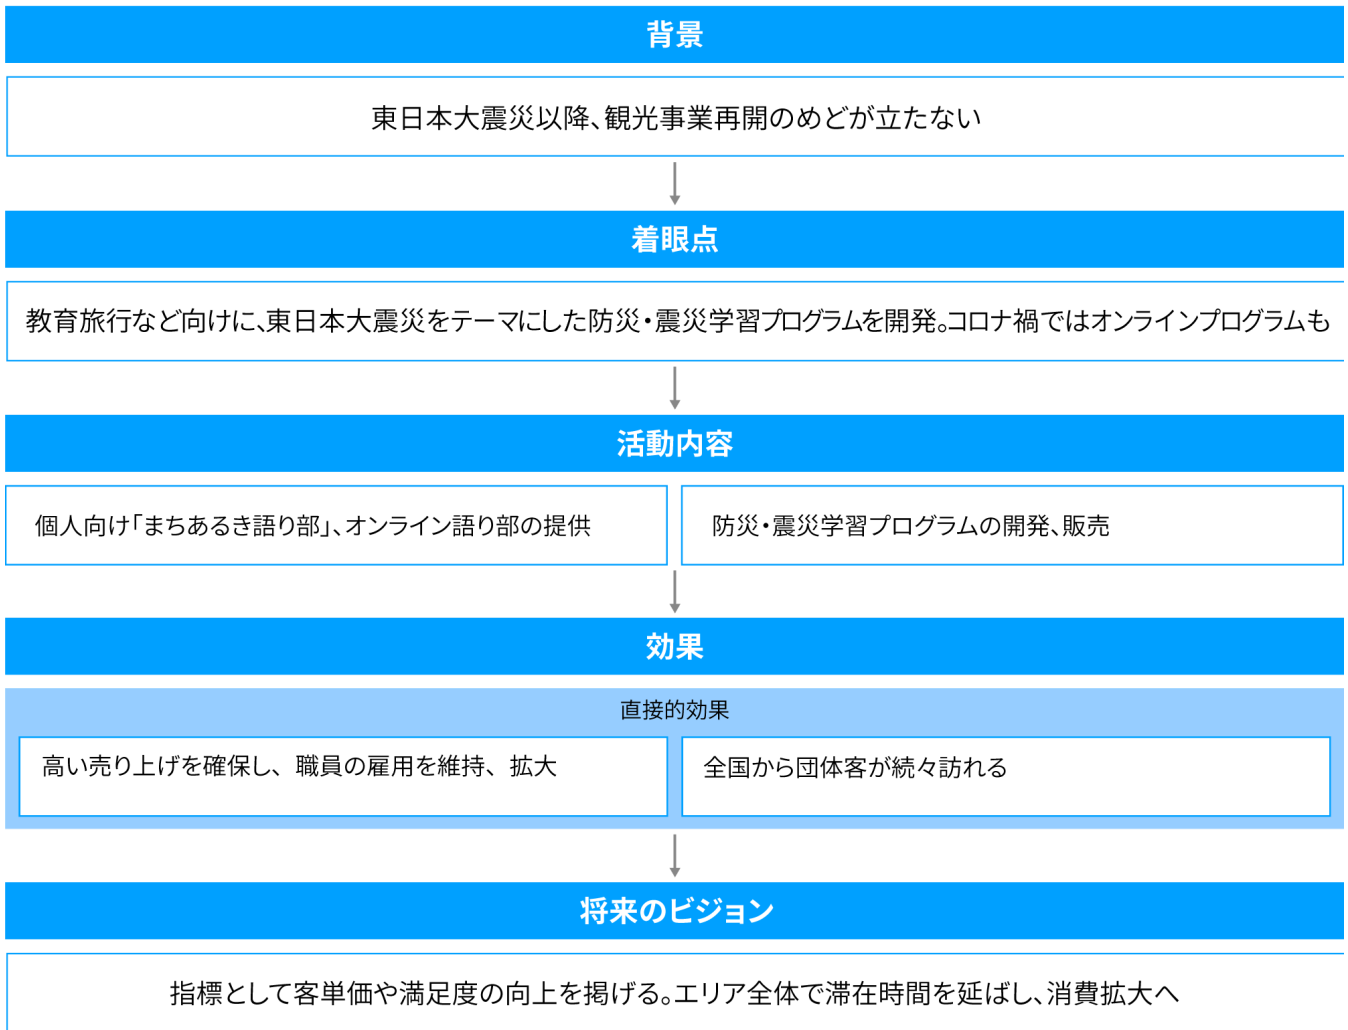 背景
東日本大震災以降、観光事業再開のめどが立たない
着眼点
教育旅行など向けに、東日本大震災をテーマにした防災・震災学習プログラムを開発。コロナ禍ではオンラインプログラムも
活動内容
個人向け「まちあるき語り部」、オンライン語り部の提供
防災・震災学習プログラムの開発、販売
効果
直接的効果
高い売り上げを確保し、職員の雇用を維持、拡大
全国から団体客が続々訪れる
将来のビジョン
指標として客単価や満足度の向上を掲げる。エリア全体で滞在時間を延ばし、消費拡大へ